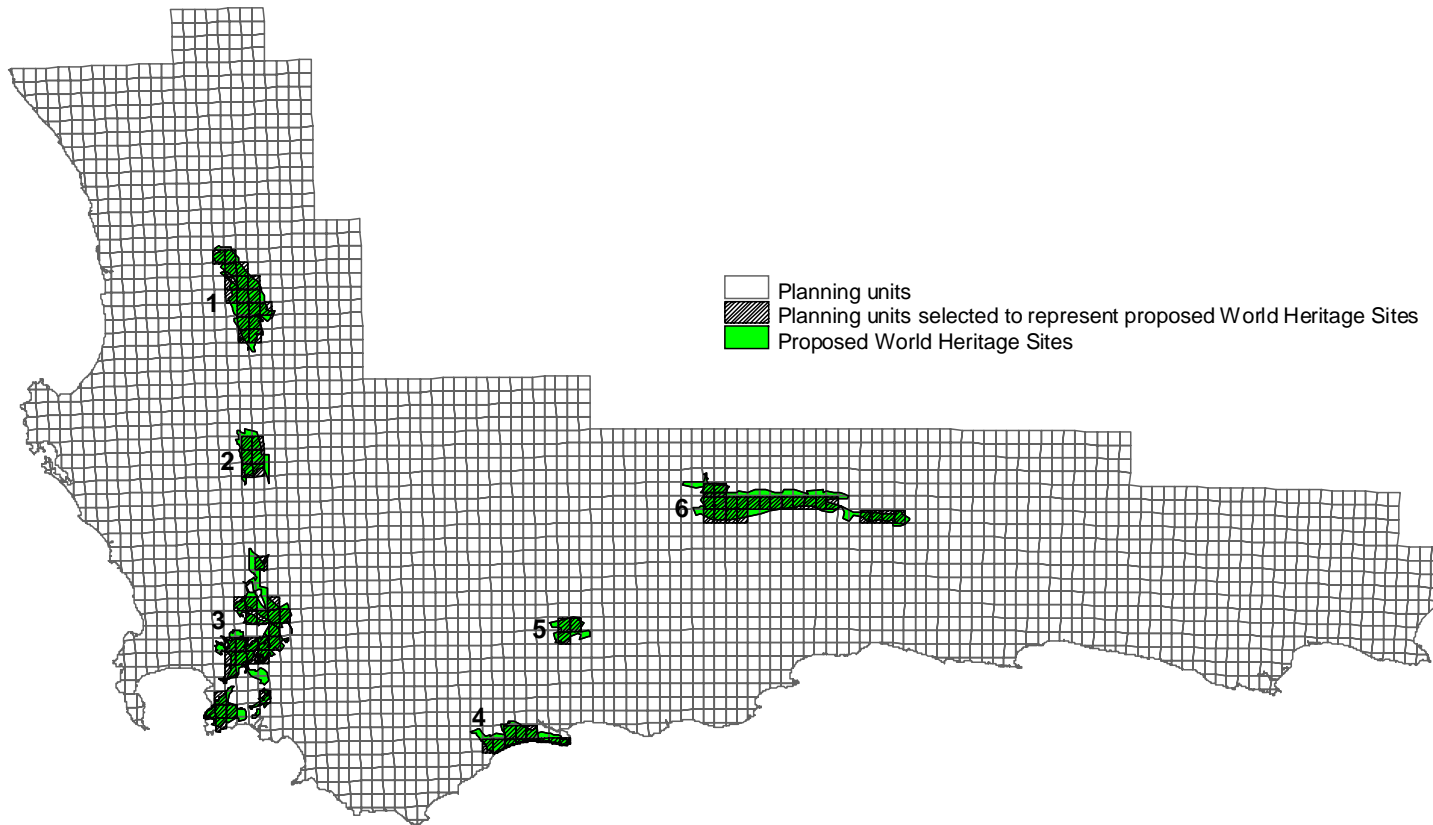 1
Planning units
Planning units selected to represent proposed World Heritage Sites
Proposed World Heritage Sites
2
6
3
5
4